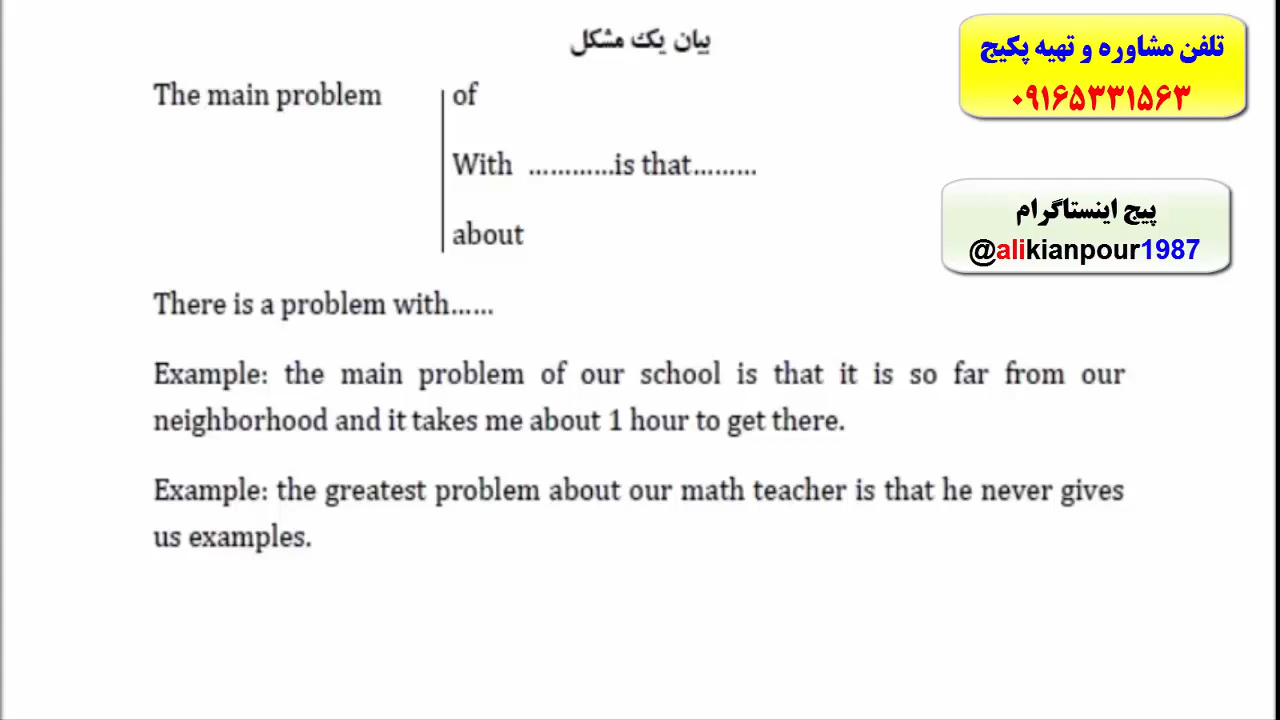 بیان یک مشکل
The main problem of
With ............is that.........
about
There is a problem with......
Example: the main problem of our school is that it is so far from our
neighborhood and it takes me about 1 hour to get there.
Example: the greatest problem about our math teacher is that he never gives
us examples.
تلفن مشاوره و تهیه پکیج
۰۹۱۶۵۳۳۱۵۶۳
پیج اینستاگرام
@alikianpour1987